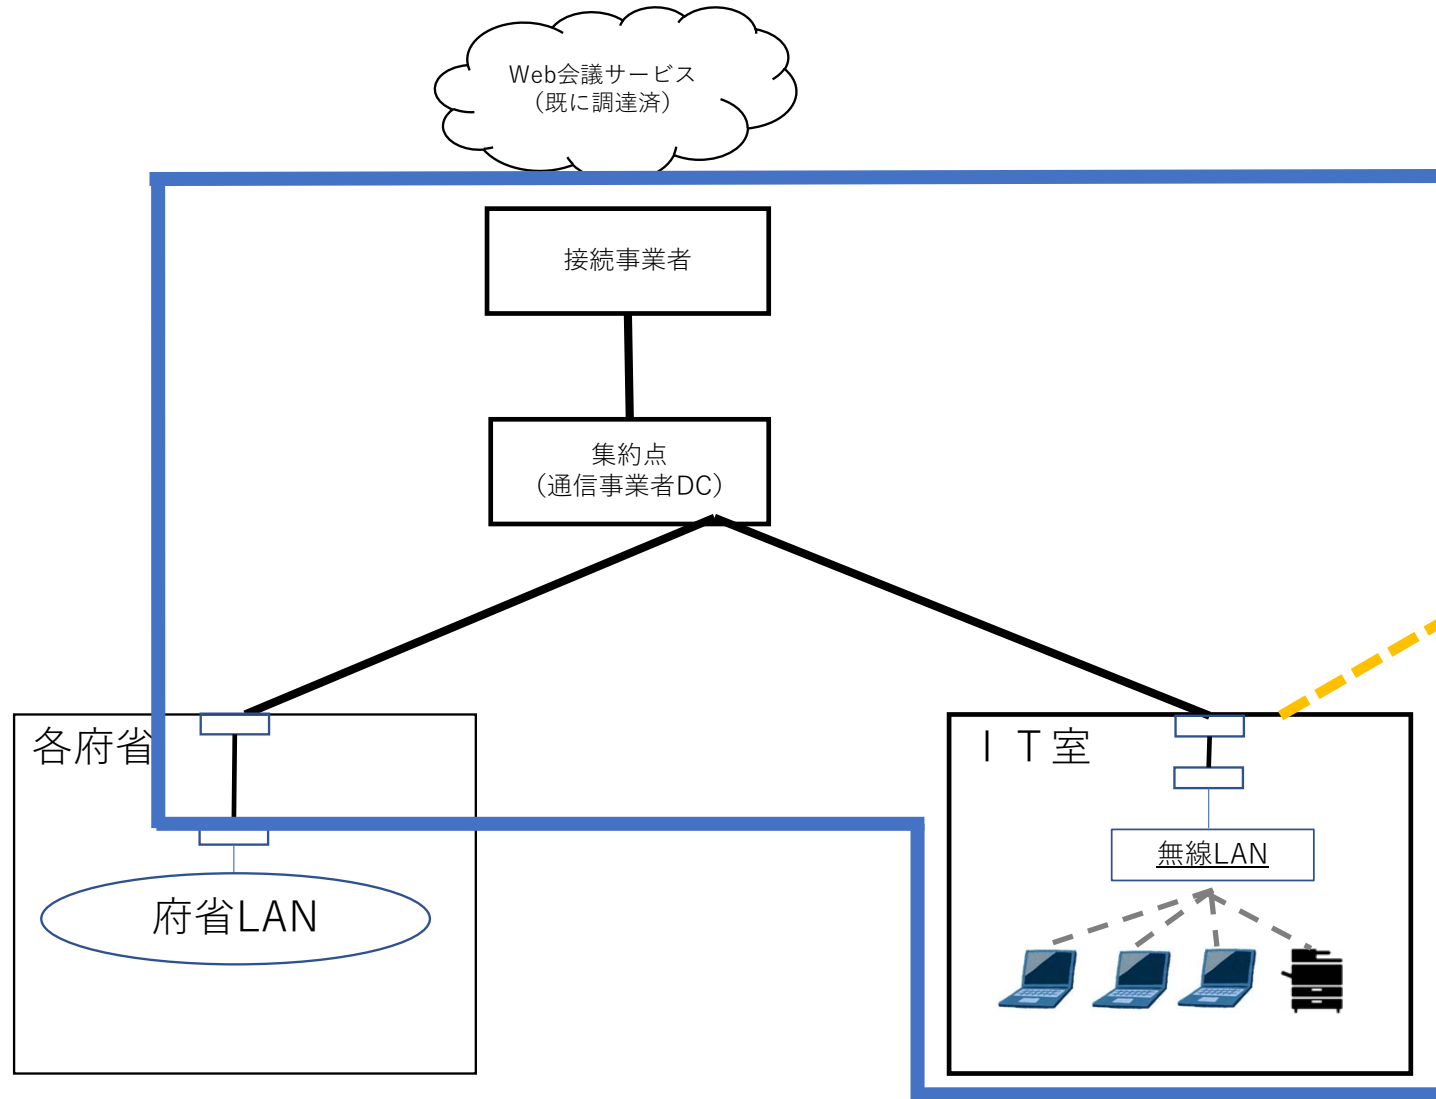 Web会議サービス
（既に調達済）
接続事業者
集約点
（通信事業者DC）
各府省
ＩＴ室
無線LAN
府省LAN